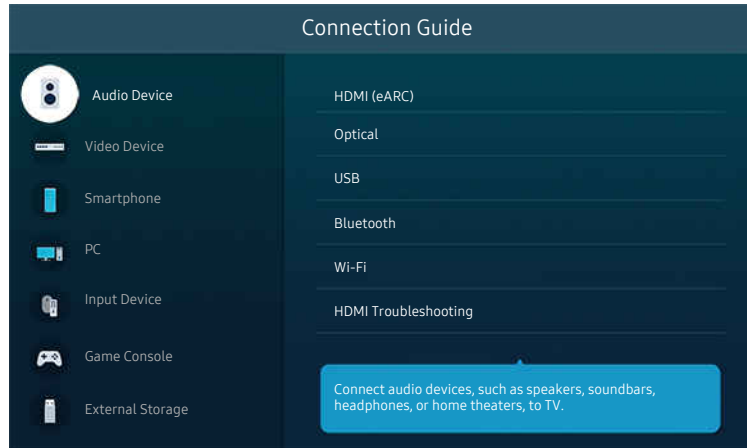 Connection Guide
Audio Device
Video Device
Smartphone
PC
Input Device
Game Console
External Storage
HDMI (eARC)
Optical
USB
Bluetooth
Wi-Fi
HDMI Troubleshooting
Connect audio devices, such as speakers, soundbars,
headphones, or home theaters, to TV.